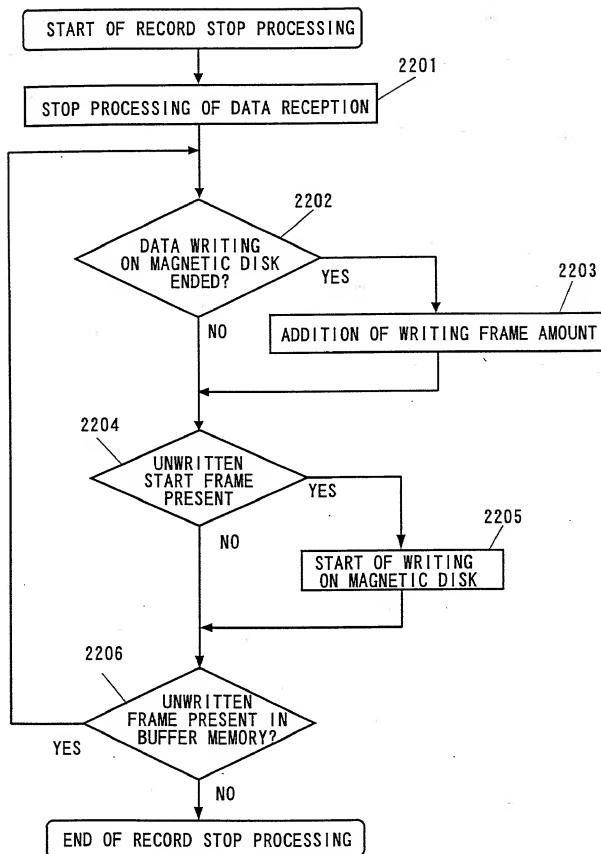 START OF RECORD STOP PROCESSING
2201
STOP PROCESSING OF DATA RECEPTION
2202
DATA WRITING
ON MAGNETIC DISK
ENDED?
YES
2203
NO
ADDITION OF WRITING FRAME AMOUNT
2204
UNWRITTEN
START FRAME
PRESENT
YES
2205
NO
START OF WRITING
ON MAGNETIC DISK
2206
UNWRITTEN
FRAME PRESENT IN
BUFFER MEMORY?
YES
NO
END OF RECORD STOP PROCESSING